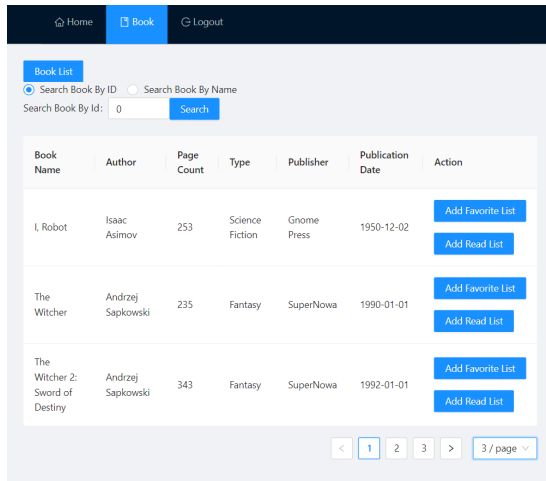 Home Book Logout
Book List
Search Book By ID Search Book By Name
Search Book By Id: 0 Search
Book Name Author Page Count Type Publisher Publication Date Action
I, Robot Isaac Asimov 253 Science Fiction Gnome Press 1950-12-02 Add Favorite List
Add Read List
The Witcher Andrzej Sapkowski 235 Fantasy SuperNowa 1990-01-01 Add Favorite List
Add Read List
The Witcher 2: Sword of Destiny Andrzej Sapkowski 343 Fantasy SuperNowa 1992-01-01 Add Favorite List
Add Read List
< 1 2 3 > 3 / page